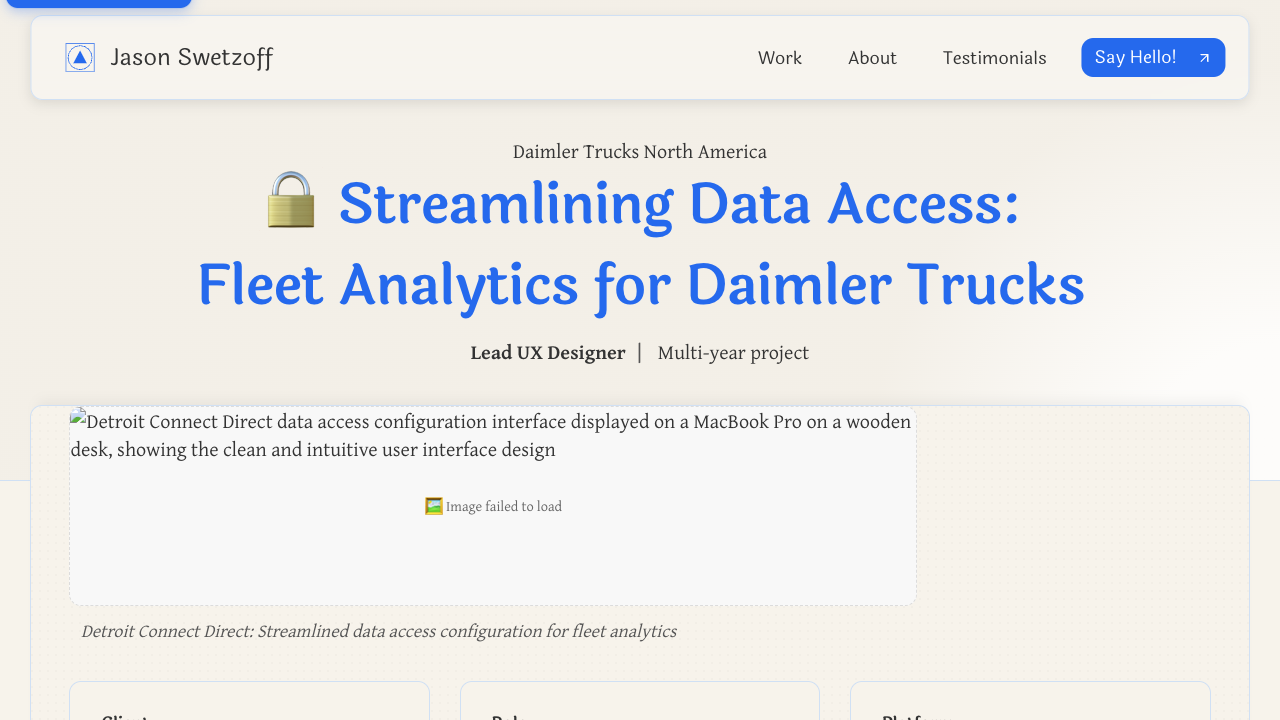 Jason Swetzoff
Work
About
Testimonials
Say Hello!
Daimler Trucks North America
🔒 Streamlining Data Access:
Fleet Analytics for Daimler Trucks
Lead UX Designer | Multi-year project
Detroit Connect Direct data access configuration interface displayed on a MacBook Pro on a wooden
desk, showing the clean and intuitive user interface design
🖼️ Image failed to load
Detroit Connect Direct: Streamlined data access configuration for fleet analytics